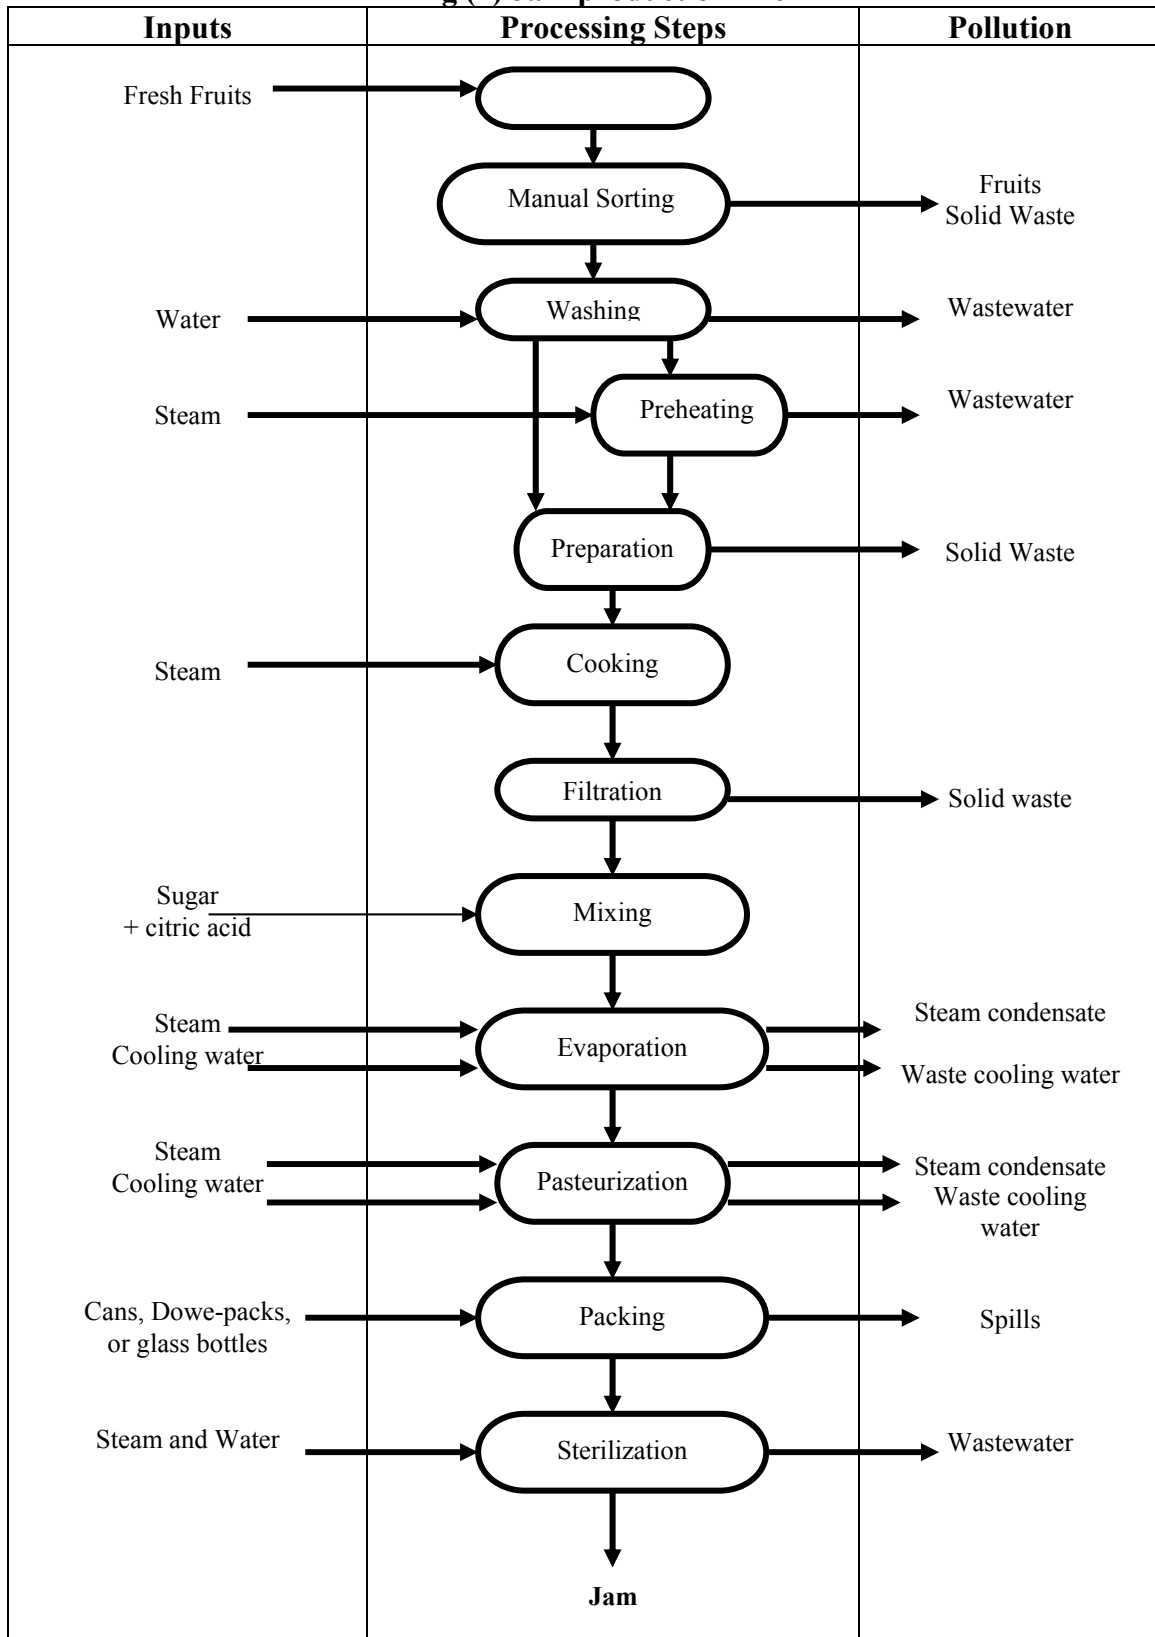 Inputs
Processing Steps
Pollution
Fresh Fruits
Manual Sorting
Fruits
Solid Waste
Water
Washing
Wastewater
Steam
Preheating
Wastewater
Preparation
Solid Waste
Steam
Cooking
Filtration
Solid waste
Sugar
+ citric acid
Mixing
Steam
Cooling water
Evaporation
Steam condensate
Waste cooling water
Steam
Cooling water
Pasteurization
Steam condensate
Waste cooling
water
Cans, Dowe-packs,
or glass bottles
Packing
Spills
Steam and Water
Sterilization
Wastewater
Jam